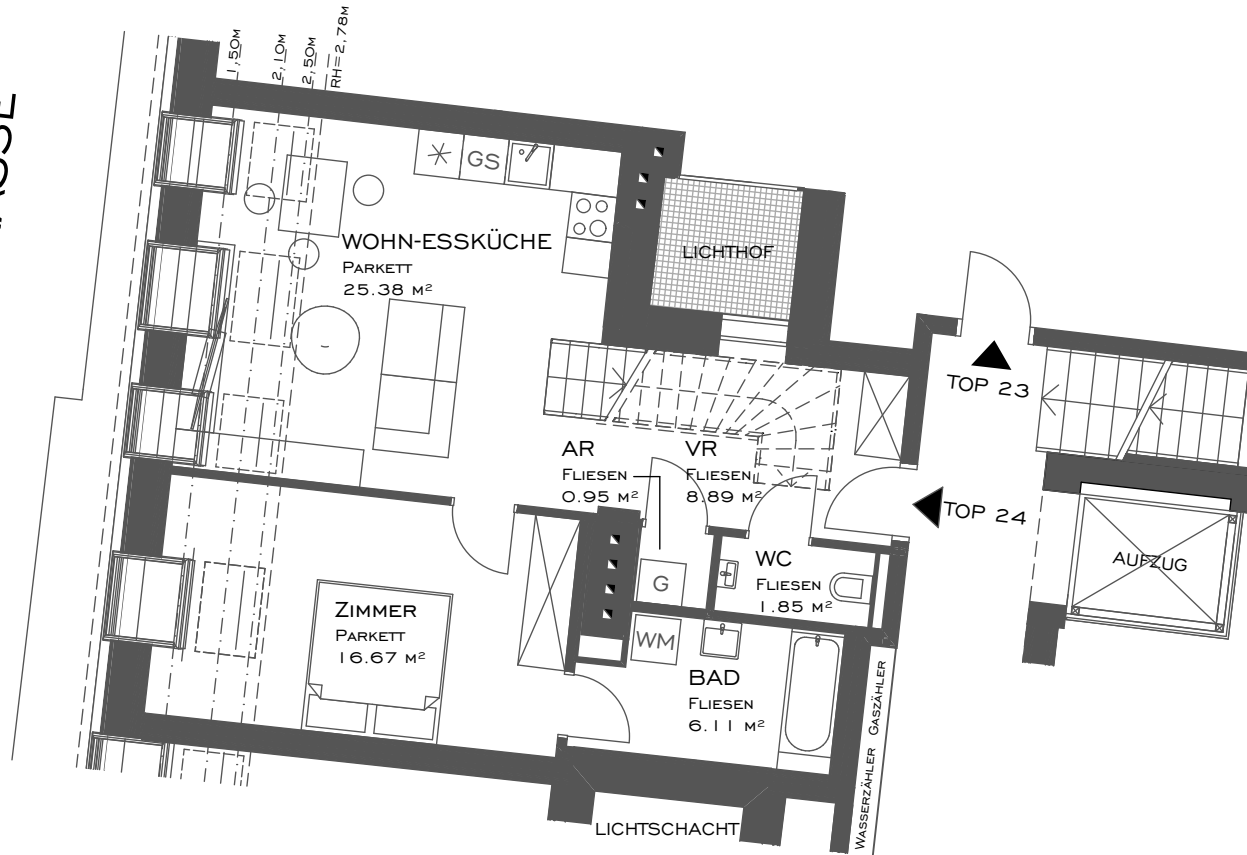 1,50M
2,10M
2,50M
RH=2,78M
GS
WOHN-ESSKÜCHE
PARKETT
25.38 M²
LICHTHOF
TOP 23
AR
FLIESEN
0.95 M²
VR
FLIESEN
8.89 M²
TOP 24
AUFZUG
WC
FLIESEN
1.85 M²
G
ZIMMER
PARKETT
16.67 M²
WM
BAD
FLIESEN
6.11 M²
WASSERZÄHLER GASZÄHLER
LICHTSCHACHT